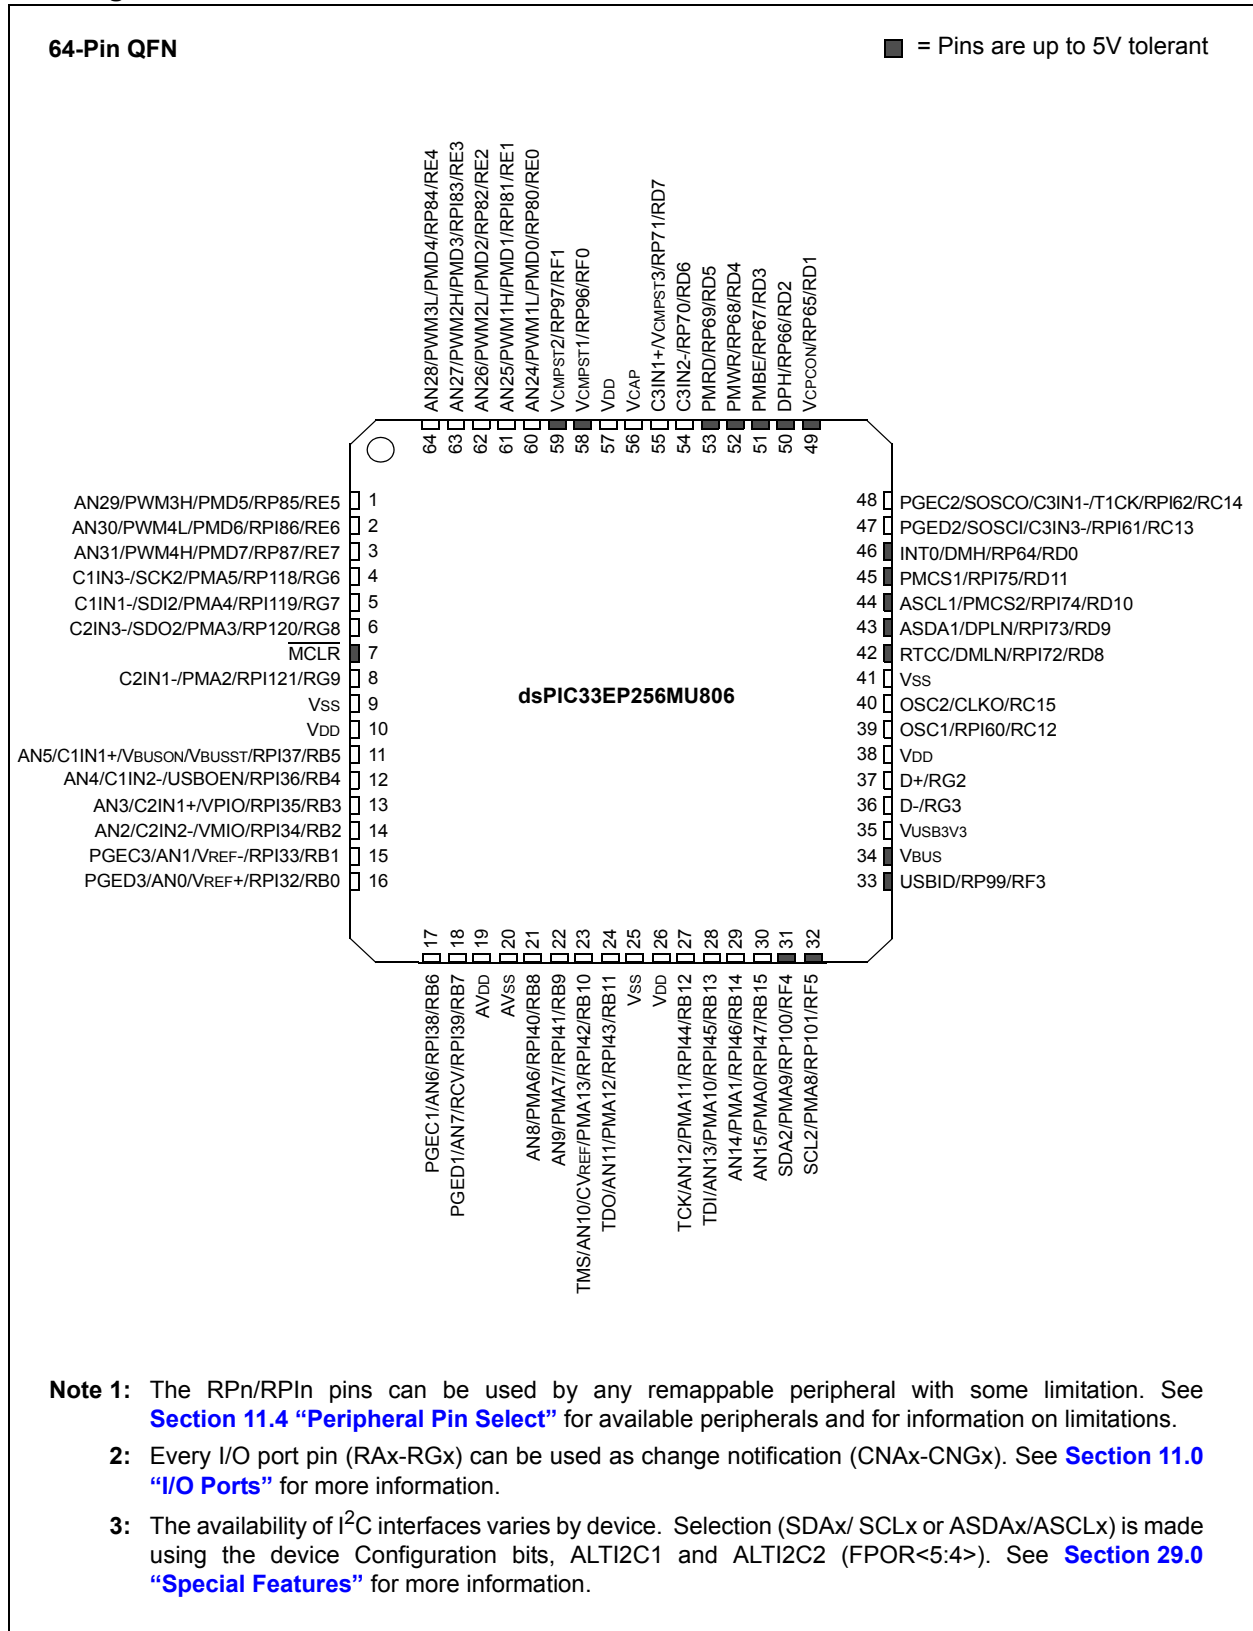 64-Pin QFN
= Pins are up to 5V tolerant
AN28/PWM3L/PMD4/RP84/RE4
AN27/PWM2H/PMD3/RPI83/RE3
AN26/PWM2L/PMD2/RP82/RE2
AN25/PWM1H/PMD1/RPI81/RE1
AN24/PWM1L/PMD0/RP80/RE0
VCMPST2/RP97/RF1
VCMPST1/RP96/RF0
VDD
VCAP
C3IN1+/VCMPST3/RP71/RD7
C3IN2-/RP70/RD6
PMRD/RP69/RD5
PMWR/RP68/RD4
PMBE/RP67/RD3
DPH/RP66/RD2
VCPCON/RP65/RD1
64
63
62
61
60
59
58
57
56
55
54
53
52
51
50
49
AN29/PWM3H/PMD5/RP85/RE5 1
AN30/PWM4L/PMD6/RPI86/RE6 2
AN31/PWM4H/PMD7/RP87/RE7 3
C1IN3-/SCK2/PMA5/RP118/RG6 4
C1IN1-/SDI2/PMA4/RPI119/RG7 5
C2IN3-/SDO2/PMA3/RP120/RG8 6
MCLR 7
C2IN1-/PMA2/RPI121/RG9 8
VSS 9
VDD 10
AN5/C1IN1+/VBUSON/VBUSST/RPI37/RB5 11
AN4/C1IN2-/USBOEN/RPI36/RB4 12
AN3/C2IN1+/VPIO/RPI35/RB3 13
AN2/C2IN2-/VMIO/RPI34/RB2 14
PGEC3/AN1/VREF-/RPI33/RB1 15
PGED3/AN0/VREF+/RPI32/RB0 16
dsPIC33EP256MU806
48 PGEC2/SOSCO/C3IN1-/T1CK/RPI62/RC14
47 PGED2/SOSCI/C3IN3-/RPI61/RC13
46 INT0/DMH/RP64/RD0
45 PMCS1/RPI75/RD11
44 ASCL1/PMCS2/RPI74/RD10
43 ASDA1/DPLN/RPI73/RD9
42 RTCC/DMLN/RPI72/RD8
41 VSS
40 OSC2/CLKO/RC15
39 OSC1/RPI60/RC12
38 VDD
37 D+/RG2
36 D-/RG3
35 VUSB3V3
34 VBUS
33 USBID/RP99/RF3
17
18
19
20
21
22
23
24
25
26
27
28
29
30
31
32
PGEC1/AN6/RPI38/RB6
PGED1/AN7/RCV/RPI39/RB7
AVDD
AVSS
AN8/PMA6/RPI40/RB8
AN9/PMA7//RPI41/RB9
TMS/AN10/CVREF/PMA13/RPI42/RB10
TDO/AN11/PMA12/RPI43/RB11
VSS
VDD
TCK/AN12/PMA11/RPI44/RB12
TDI/AN13/PMA10/RPI45/RB13
AN14/PMA1/RPI46/RB14
AN15/PMA0/RPI47/RB15
SDA2/PMA9/RP100/RF4
SCL2/PMA8/RP101/RF5
Note 1: The RPn/RPIn pins can be used by any remappable peripheral with some limitation. See
Section 11.4 “Peripheral Pin Select” for available peripherals and for information on limitations.
2: Every I/O port pin (RAx-RGx) can be used as change notification (CNAx-CNGx). See Section 11.0
“I/O Ports” for more information.
3: The availability of I2C interfaces varies by device. Selection (SDAx/ SCLx or ASDAx/ASCLx) is made
using the device Configuration bits, ALTI2C1 and ALTI2C2 (FPOR<5:4>). See Section 29.0
“Special Features” for more information.